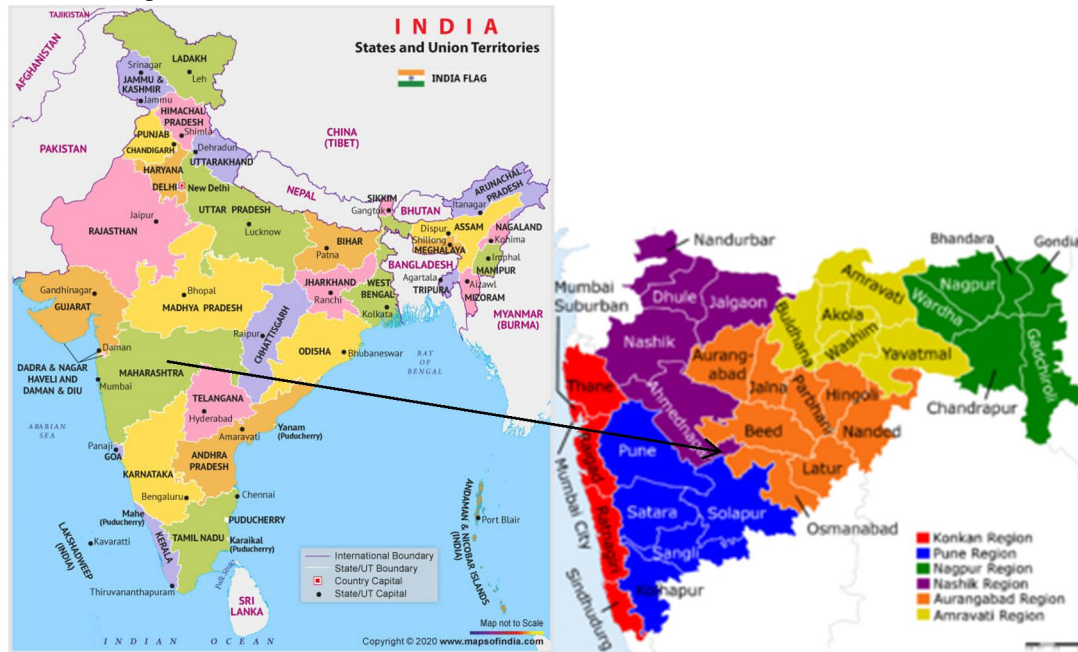 INDIA
States and Union Territories
INDIA FLAG
TAJIKISTAN
AFGHANISTAN
PAKISTAN
CHINA
(TIBET)
NEPAL
BHUTAN
BANGLADESH
MYANMAR
(BURMA)
SRI
LANKA
LADAKH
Leh
Srinagar
JAMMU &
KASHMIR
Jammu
HIMACHAL
PRADESH
Shimla
PUNJAB
CHANDIGARH
Dehradun
UTTARAKHAND
HARYANA
DELHI
New Delhi
RAJASTHAN
Jaipur
UTTAR PRADESH
Lucknow
BIHAR
Patna
SIKKIM
Gangtok
ARUNACHAL
PRADESH
Itanagar
ASSAM
Dispur
Shillong
MEGHALAYA
NAGALAND
Kohima
Imphal
MANIPUR
Aizawl
MIZORAM
Agartala
TRIPURA
WEST
BENGAL
Kolkata
JHARKHAND
Ranchi
Gandhinagar
GUJARAT
Bhopal
MADHYA PRADESH
Raipur
CHHATTISGARH
ODISHA
Bhubaneswar
Daman
DADRA & NAGAR
HAVELI AND
DAMAN & DIU
MAHARASHTRA
Mumbai
TELANGANA
Hyderabad
Amaravati
ANDHRA
PRADESH
Yanam
(Puducherry)
Panaji
GOA
KARNATAKA
Bengaluru
Chennai
Mahe
(Puducherry)
PUDUCHERRY
Karaikal
(Puducherry)
TAMIL NADU
KERALA
Thiruvananthapuram
LAKSHADWEEP
(INDIA)
Kavaratti
ANDAMAN & NICOBAR ISLANDS
(INDIA)
Port Blair
ARABIAN
SEA
BAY
OF
BENGAL
Palk Strait
INDIAN OCEAN
International Boundary
State/UT Boundary
Country Capital
State/UT Capital
Map not to Scale
Copyright © 2020 www.mapsofindia.com
Nandurbar
Bhandara
Gondia
Mumbai
Suburban
Dhule
Jalgaon
Nashik
Ahmednagar
Buldhana
Akola
Amravati
Washim
Yavatmal
Nagpur
Wardha
Gadchiroli
Chandrapur
Aurang-
abad
Jalna
Parbhani
Hingoli
Beed
Nanded
Latur
Osmanabad
Thane
Raigad
Mumbai City
Ratnagiri
Sindhudurg
Pune
Satara
Solapur
Sangli
Kolhapur
Konkan Region
Pune Region
Nagpur Region
Nashik Region
Aurangabad Region
Amravati Region